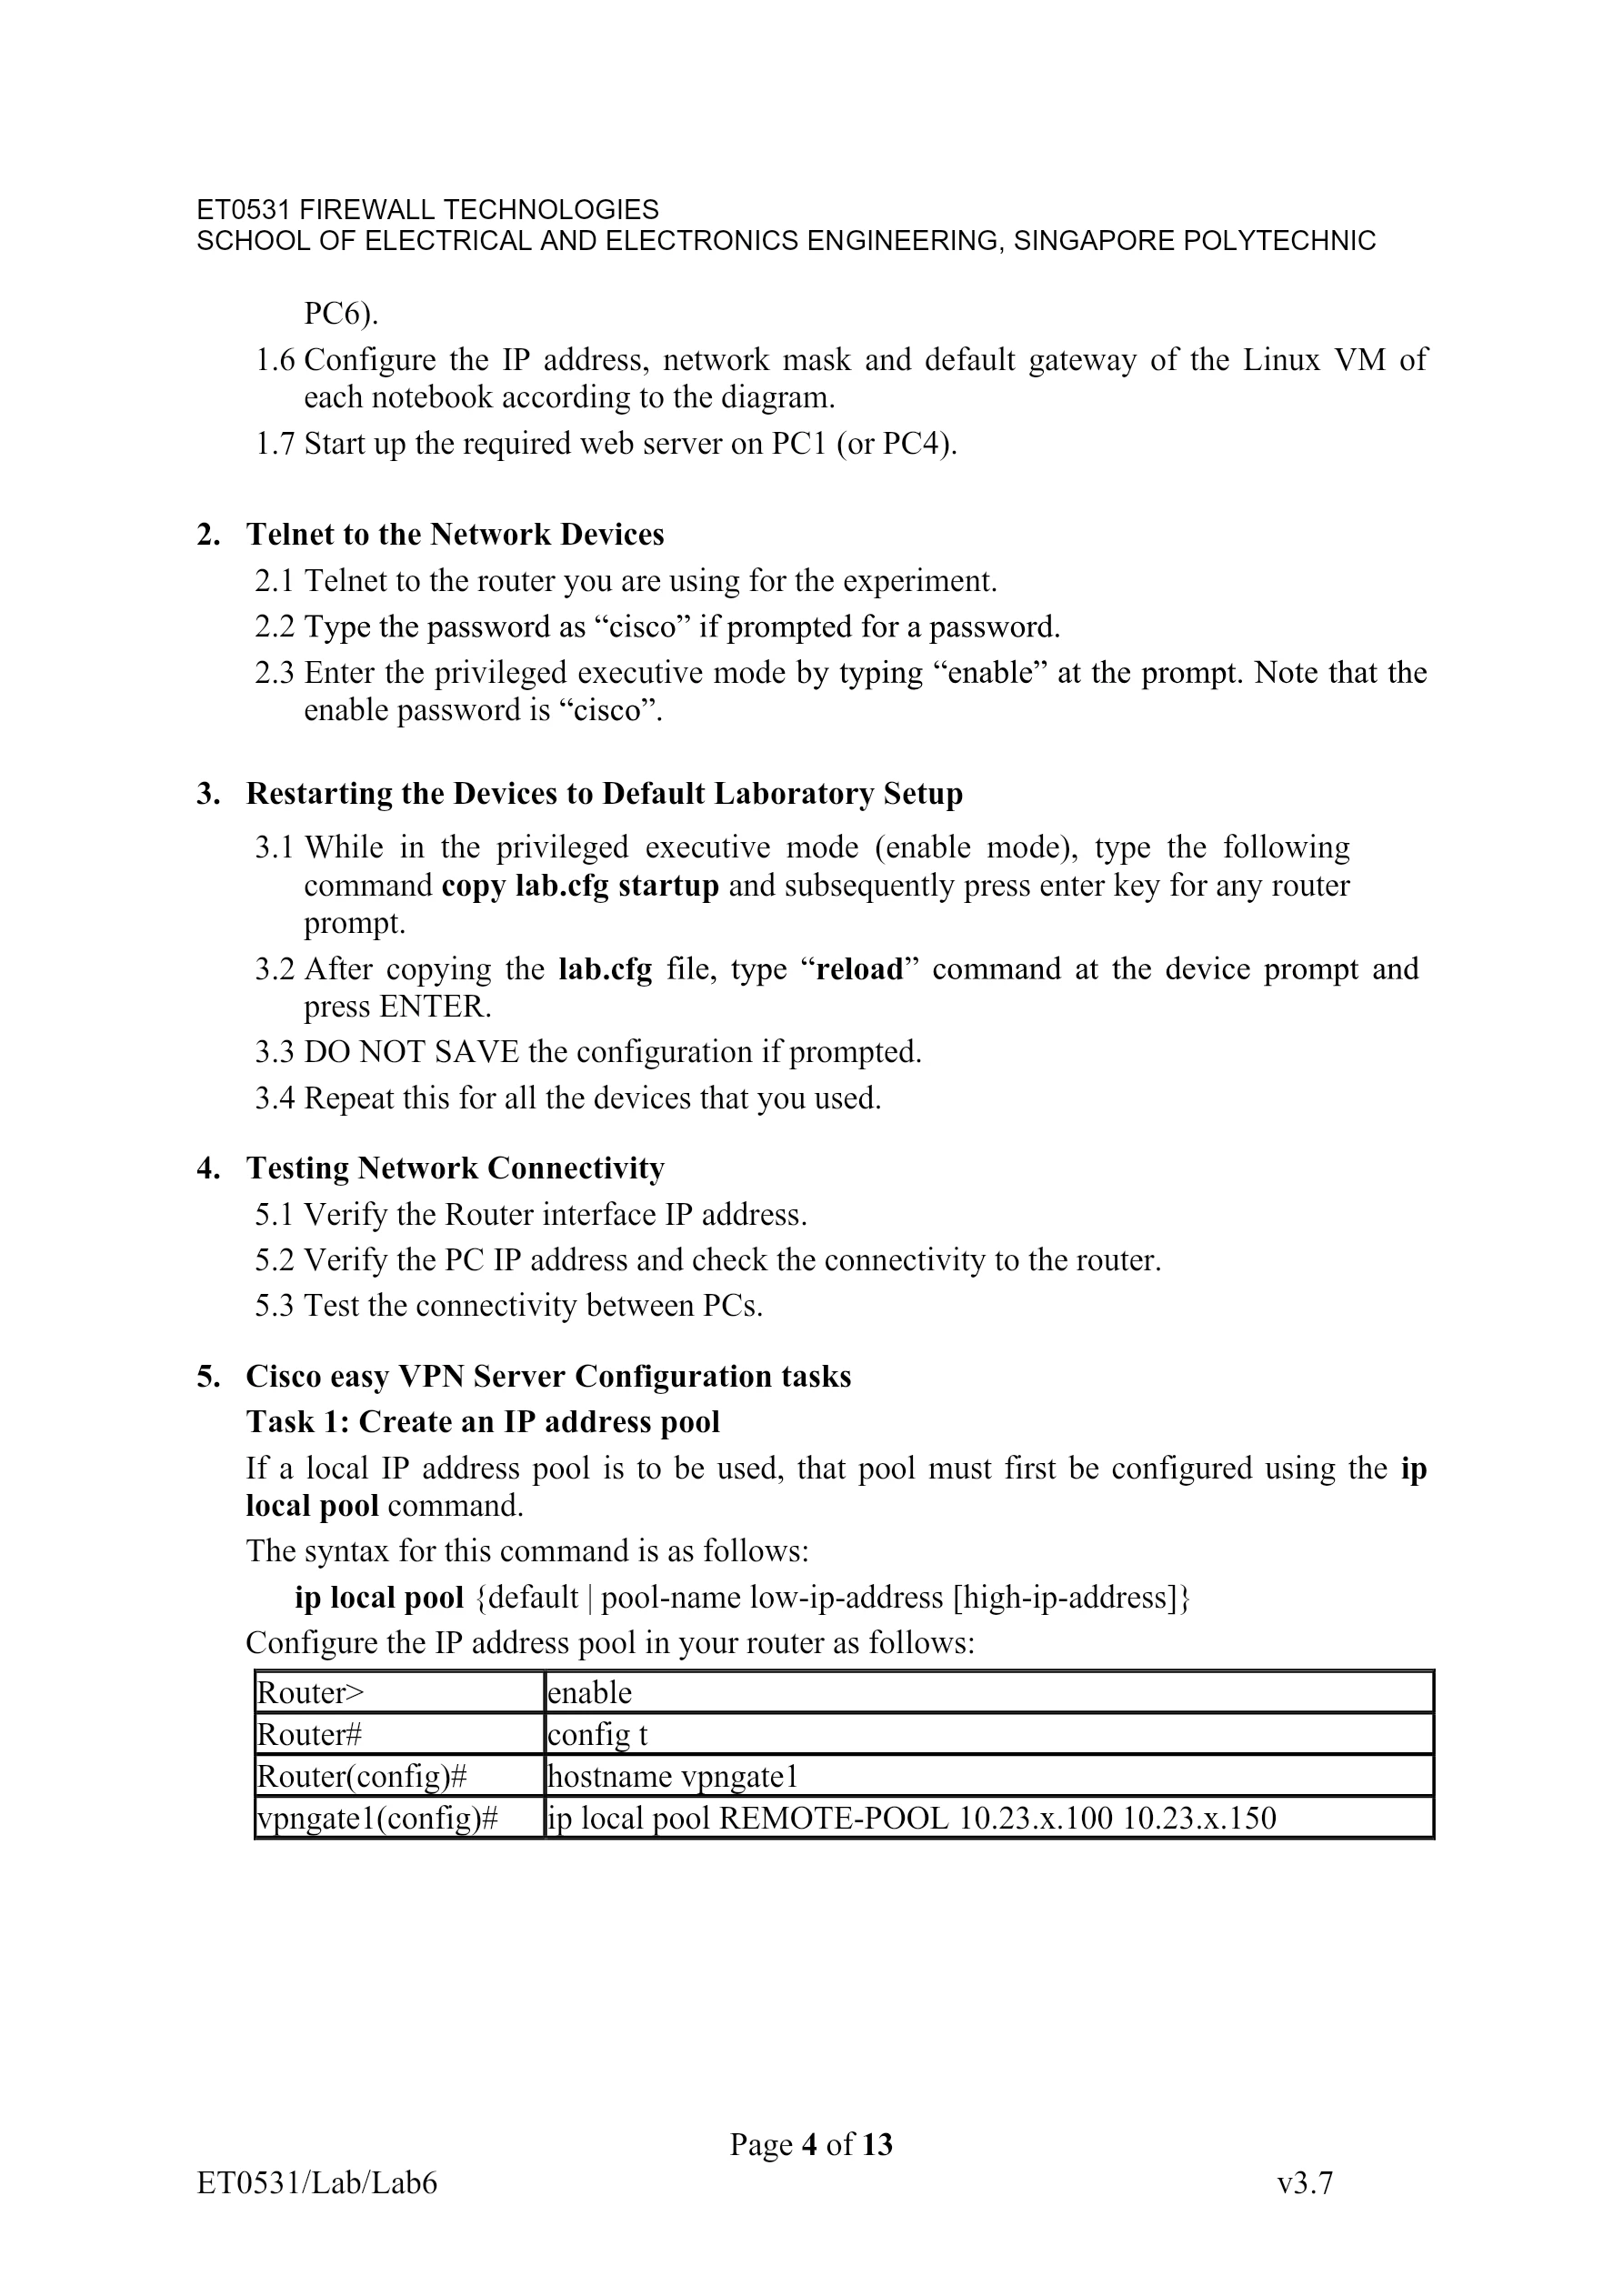 ET0531 FIREWALL TECHNOLOGIES
SCHOOL OF ELECTRICAL AND ELECTRONICS ENGINEERING, SINGAPORE POLYTECHNIC
PC6).
1.6 Configure the IP address, network mask and default gateway of the Linux VM of
each notebook according to the diagram.
1.7 Start up the required web server on PC1 (or PC4).
2. Telnet to the Network Devices
2.1 Telnet to the router you are using for the experiment.
2.2 Type the password as “cisco” if prompted for a password.
2.3 Enter the privileged executive mode by typing “enable” at the prompt. Note that the
enable password is “cisco”.
3. Restarting the Devices to Default Laboratory Setup
3.1 While in the privileged executive mode (enable mode), type the following
command copy lab.cfg startup and subsequently press enter key for any router
prompt.
3.2 After copying the lab.cfg file, type “reload” command at the device prompt and
press ENTER.
3.3 DO NOT SAVE the configuration if prompted.
3.4 Repeat this for all the devices that you used.
4. Testing Network Connectivity
5.1 Verify the Router interface IP address.
5.2 Verify the PC IP address and check the connectivity to the router.
5.3 Test the connectivity between PCs.
5. Cisco easy VPN Server Configuration tasks
Task 1: Create an IP address pool
If a local IP address pool is to be used, that pool must first be configured using the ip
local pool command.
The syntax for this command is as follows:
ip local pool {default | pool-name low-ip-address [high-ip-address]}
Configure the IP address pool in your router as follows:
Router> enable
Router# config t
Router(config)# hostname vpngate1
vpngate1(config)# ip local pool REMOTE-POOL 10.23.x.100 10.23.x.150
Page 4 of 13
ET0531/Lab/Lab6 v3.7